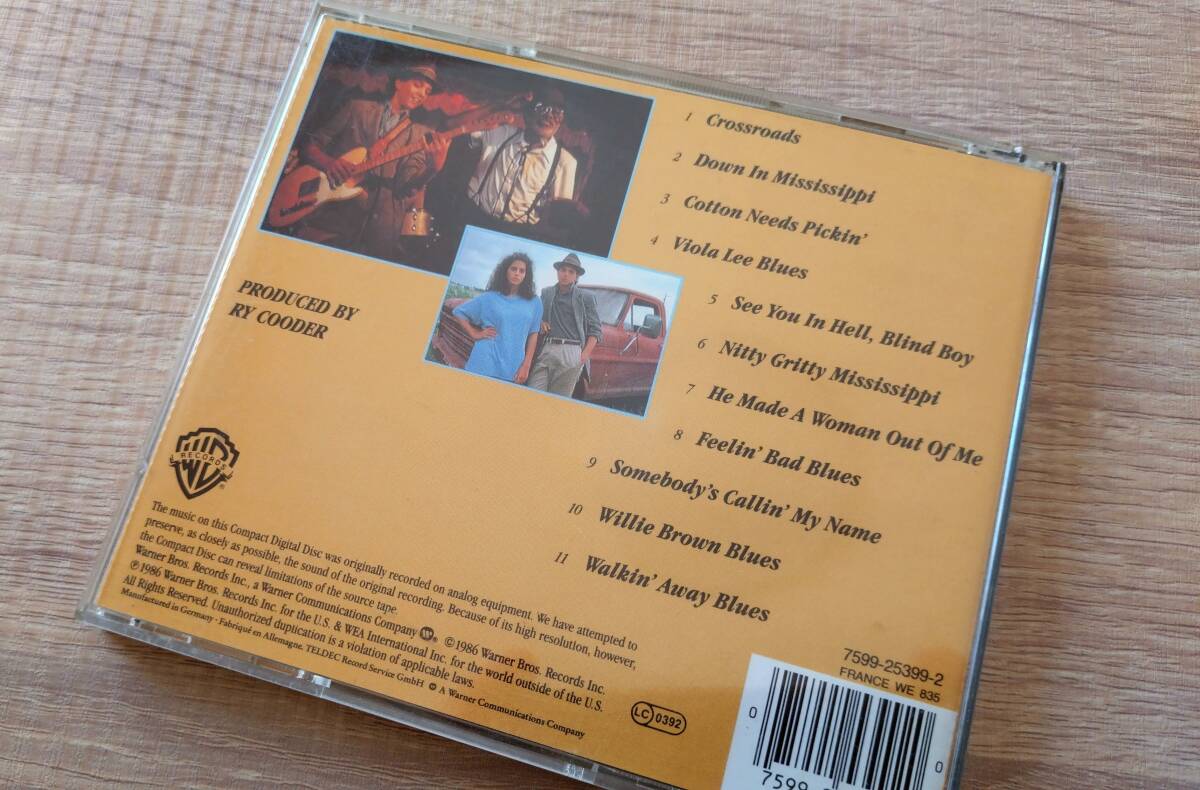 1 Crossroads
2 Down In Mississippi
3 Cotton Needs Pickin'
4 Viola Lee Blues
5 See You In Hell, Blind Boy
6 Nitty Gritty Mississippi
7 He Made A Woman Out Of Me
8 Feelin' Bad Blues
9 Somebody's Callin' My Name
10 Willie Brown Blues
11 Walkin' Away Blues
PRODUCED BY
RY COODER
RECORDS
The music on this Compact Digital Disc was originally recorded on analog equipment. We have attempted to
preserve, as closely as possible, the sound of the original recording. Because of its high resolution, however,
the Compact Disc can reveal limitations of the source tape.
Warner Bros. Records Inc., a Warner Communications Company ©1986 Warner Bros. Records Inc.
℗1986 Warner Bros. Records Inc. for the U.S. & WEA International Inc. for the world outside of the U.S.
All Rights Reserved. Unauthorized duplication is a violation of applicable laws.
Manufactured in Germany · Fabriqué en Allemagne. TELDEC Record Service GmbH A Warner Communications Company
LC 0392
7599-25399-2
FRANCE WE 835
0 0
7599